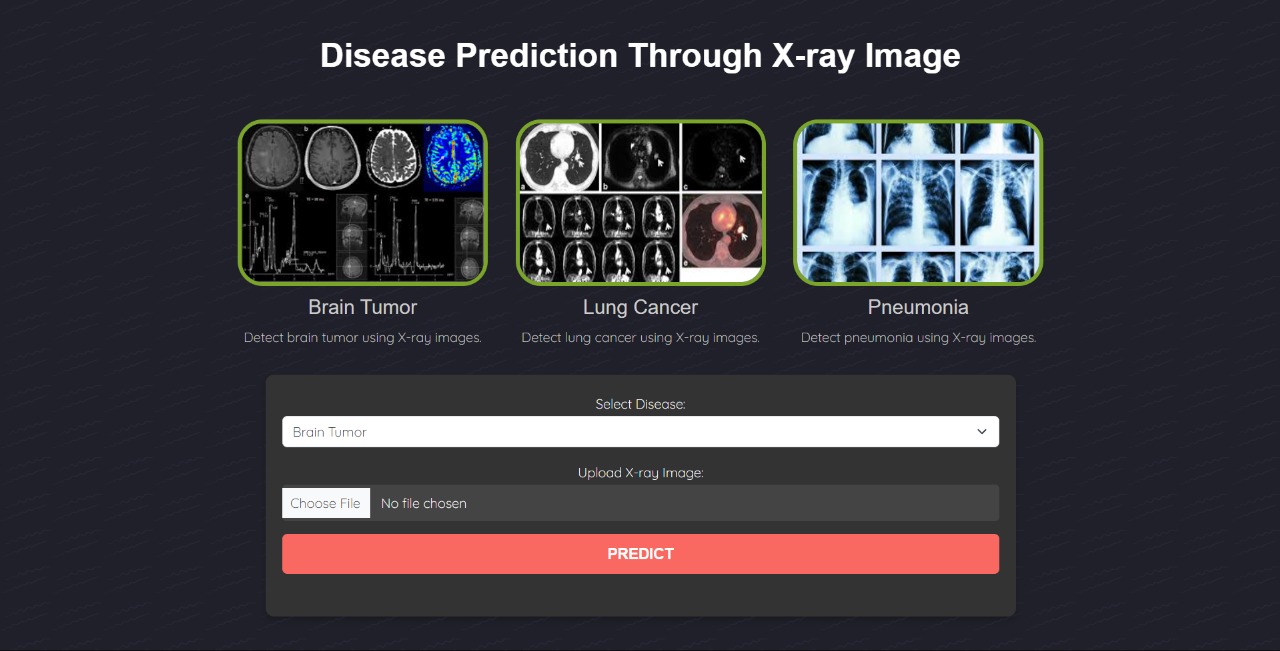 Disease Prediction Through X-ray Image
b
c
d
e
f
a
b
c
e
Brain Tumor
Lung Cancer
Pneumonia
Detect brain tumor using X-ray images.
Detect lung cancer using X-ray images.
Detect pneumonia using X-ray images.
Select Disease:
Brain Tumor
Upload X-ray Image:
Choose File No file chosen
PREDICT